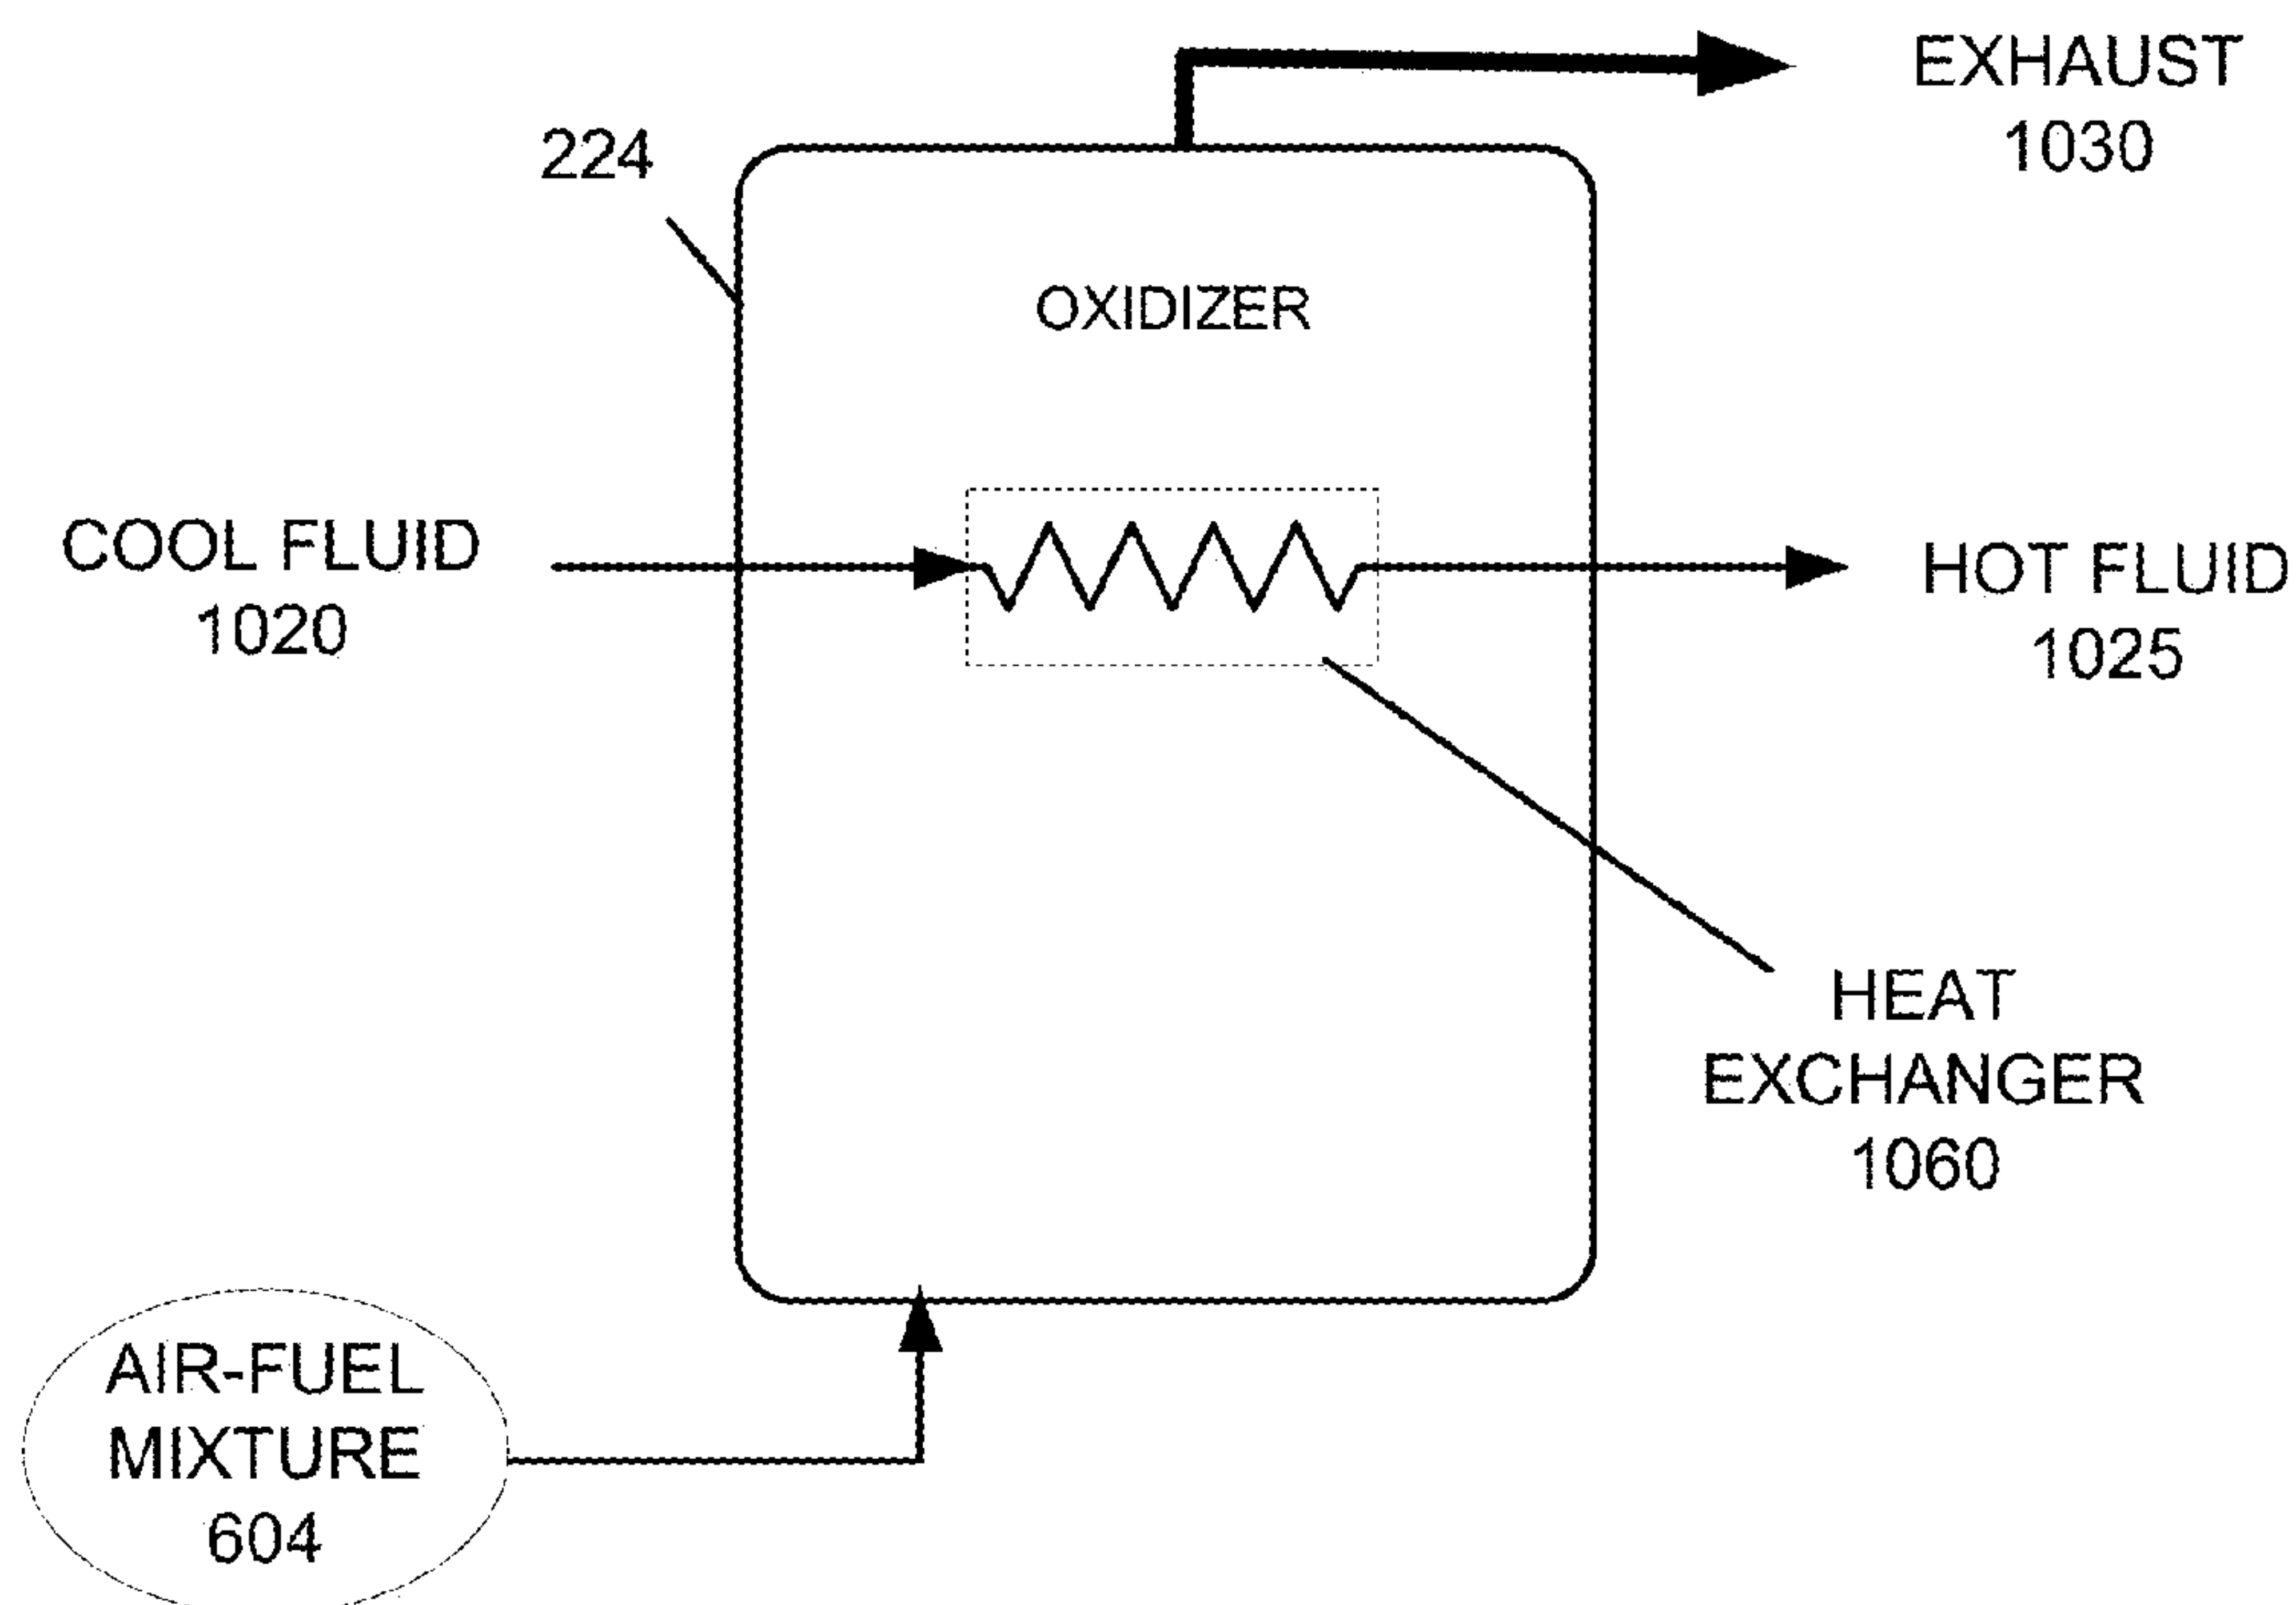 EXHAUST
1030
224
OXIDIZER
COOL FLUID
1020
HOT FLUID
1025
HEAT
EXCHANGER
1060
AIR-FUEL
MIXTURE
604